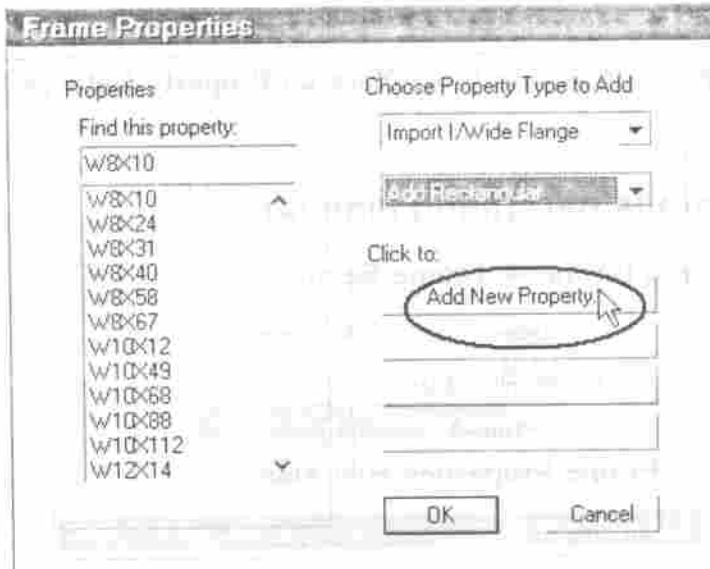 Frame Properties
Properties
Find this property:
W8X10
W8X10
W8X24
W8X31
W8X40
W8X58
W8X67
W10X12
W10X49
W10X68
W10X88
W10X112
W12X14
Choose Property Type to Add
Import I/Wide Flange
Add Rectangular
Click to:
Add New Property.
OK
Cancel